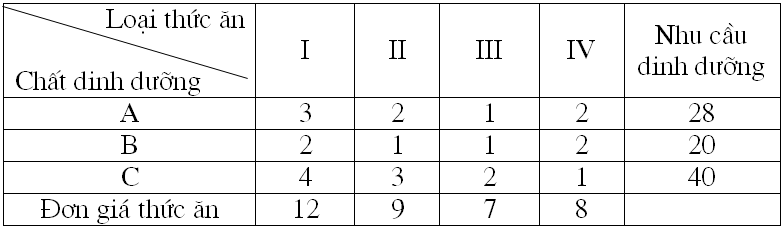 Loại thức ăn
Chất dinh dưỡng
I II III IV Nhu cầu
dinh dưỡng
A 3 2 1 2 28
B 2 1 1 2 20
C 4 3 2 1 40
Đơn giá thức ăn 12 9 7 8